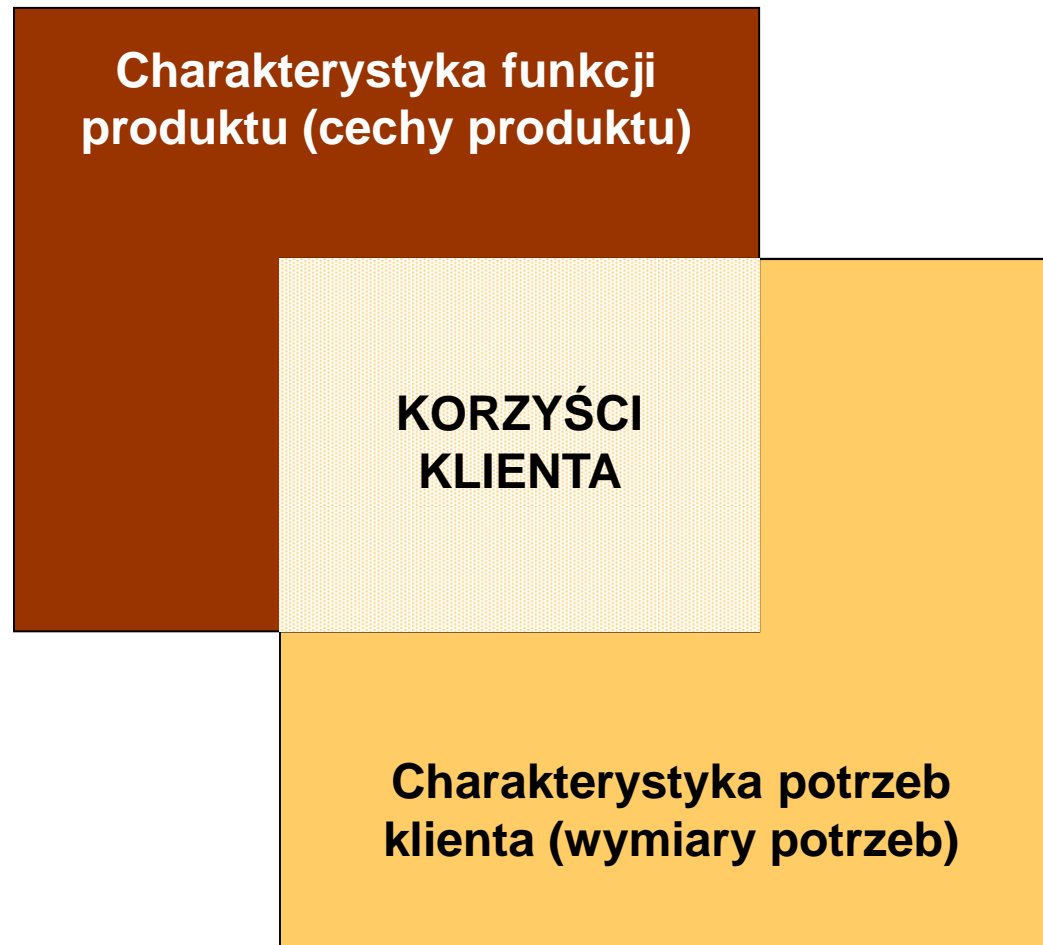 Charakterystyka funkcji
produktu (cechy produktu)
KORZYŚCI
KLIENTA
Charakterystyka potrzeb
klienta (wymiary potrzeb)